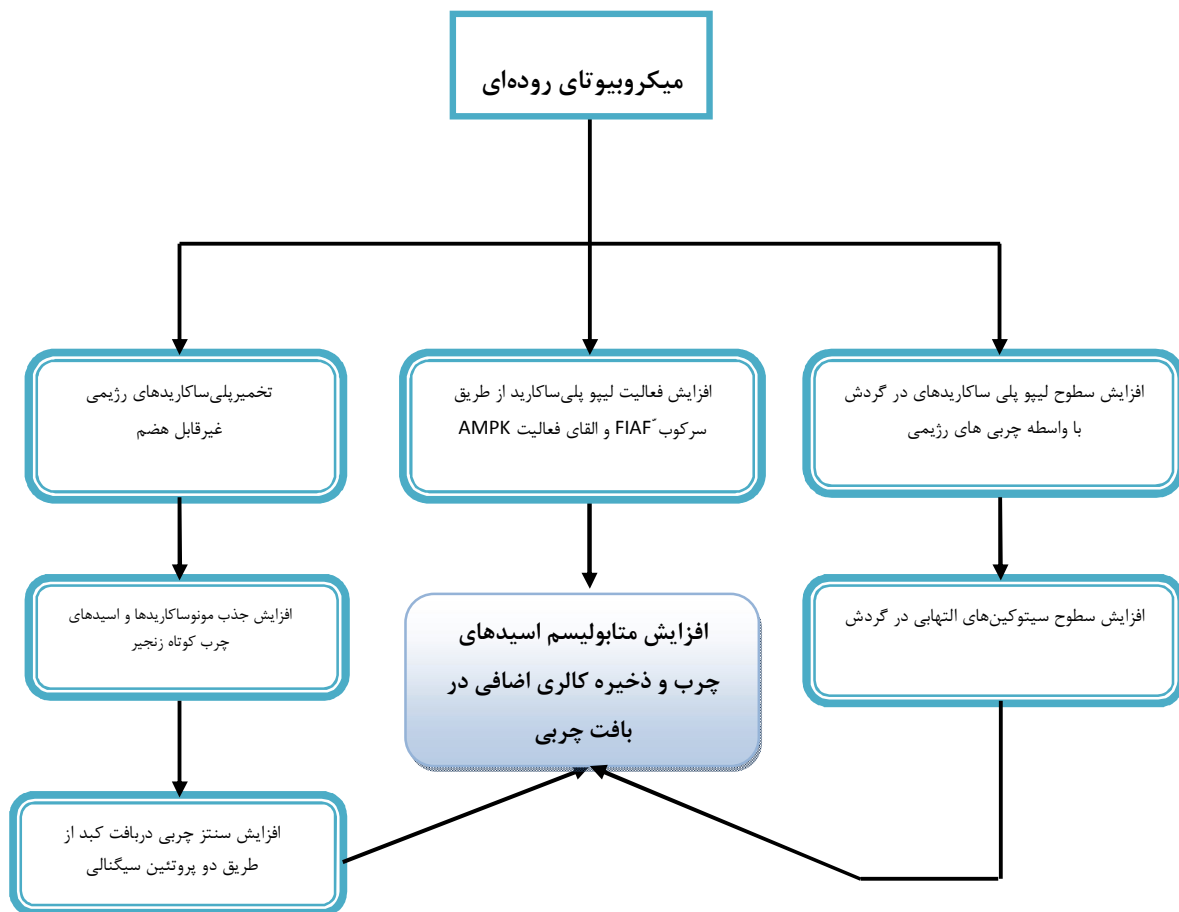 میکروبیوتای روده‌ای
افزایش سطوح لیپو پلی ساکاریدهای در گردش
با واسطه چربی های رژیمی
افزایش فعالیت لیپو پلی‌ساکارید از طریق
سرکوب FIAF و القای فعالیت AMPK
تخمیرپلی‌ساکاریدهای رژیمی
غیرقابل هضم
افزایش سطوح سیتوکین‌های التهابی در گردش
افزایش متابولیسم اسیدهای
چرب و ذخیره کالری اضافی در
بافت چربی
افزایش جذب مونوساکاریدها و اسیدهای
چرب کوتاه زنجیر
افزایش سنتز چربی دربافت کبد از
طریق دو پروتئین سیگنالی